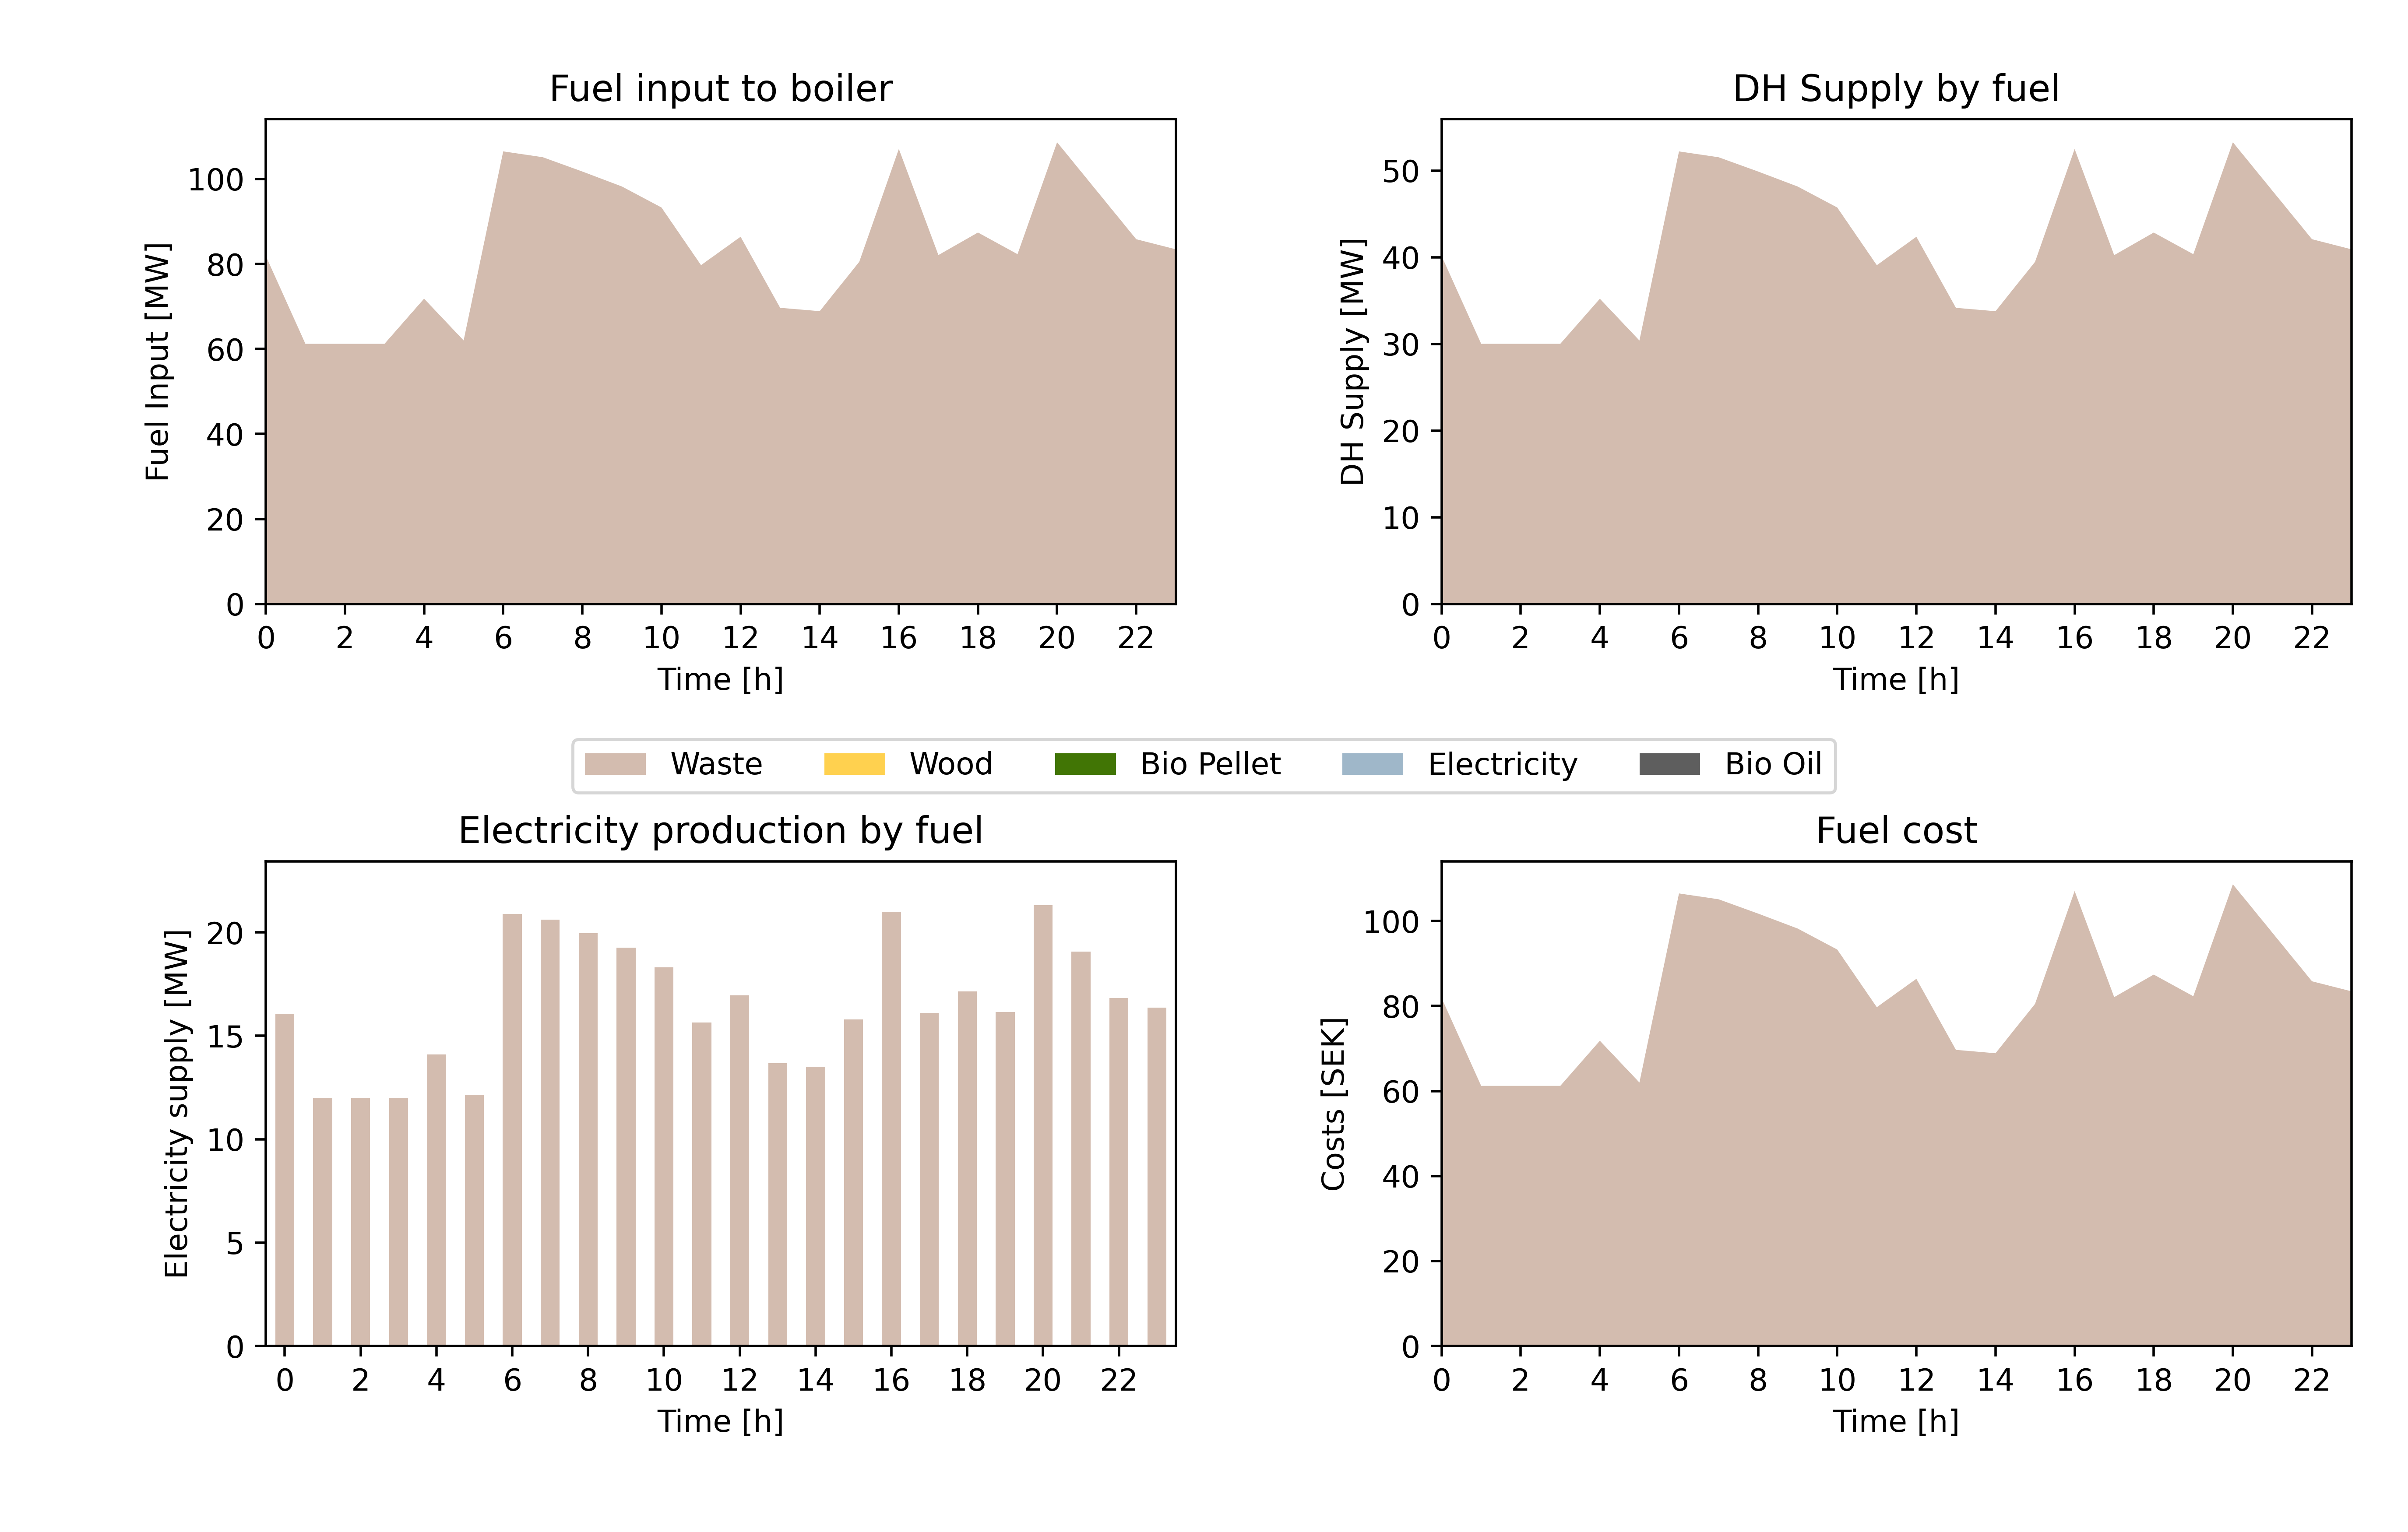 Fuel input to boiler
Fuel Input [MW]
100
80
60
40
20
0
0 2 4 6 8 10 12 14 16 18 20 22
Time [h]
DH Supply by fuel
DH Supply [MW]
50
40
30
20
10
0
0 2 4 6 8 10 12 14 16 18 20 22
Time [h]
Waste Wood Bio Pellet Electricity Bio Oil
Electricity production by fuel
Electricity supply [MW]
20
15
10
5
0
0 2 4 6 8 10 12 14 16 18 20 22
Time [h]
Fuel cost
Costs [SEK]
100
80
60
40
20
0
0 2 4 6 8 10 12 14 16 18 20 22
Time [h]